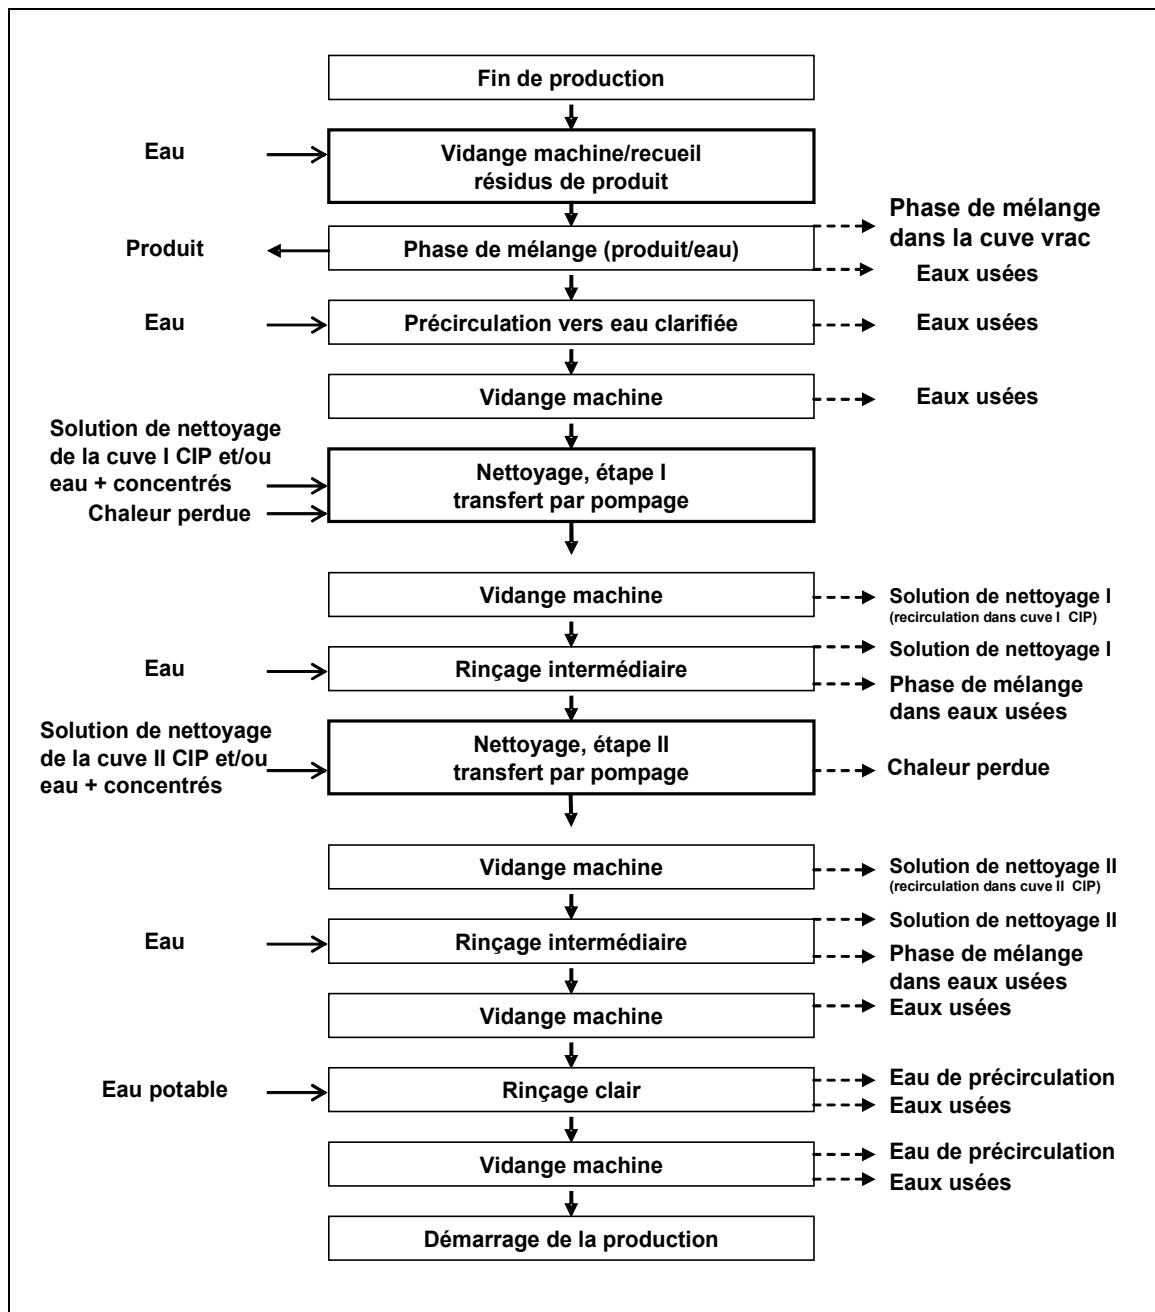 Fin de production
Eau
Vidange machine/recueil
résidus de produit
Phase de mélange
dans la cuve vrac
Produit
Phase de mélange (produit/eau)
Eaux usées
Eau
Précirculation vers eau clarifiée
Eaux usées
Vidange machine
Eaux usées
Solution de nettoyage
de la cuve I CIP et/ou
eau + concentrés
Chaleur perdue
Nettoyage, étape I
transfert par pompage
Vidange machine
Solution de nettoyage I
(recirculation dans cuve I CIP)
Eau
Rinçage intermédiaire
Solution de nettoyage I
Phase de mélange
dans eaux usées
Solution de nettoyage
de la cuve II CIP et/ou
eau + concentrés
Nettoyage, étape II
transfert par pompage
Chaleur perdue
Vidange machine
Solution de nettoyage II
(recirculation dans cuve II CIP)
Eau
Rinçage intermédiaire
Solution de nettoyage II
Phase de mélange
dans eaux usées
Vidange machine
Eaux usées
Eau potable
Rinçage clair
Eau de précirculation
Eaux usées
Vidange machine
Eau de précirculation
Eaux usées
Démarrage de la production